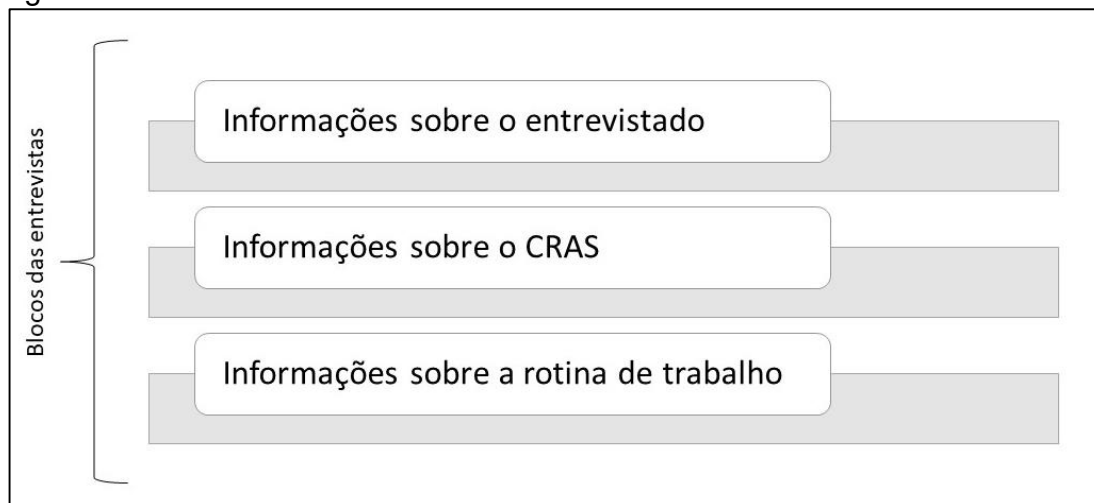 Blocos das entrevistas
Informações sobre o entrevistado
Informações sobre o CRAS
Informações sobre a rotina de trabalho